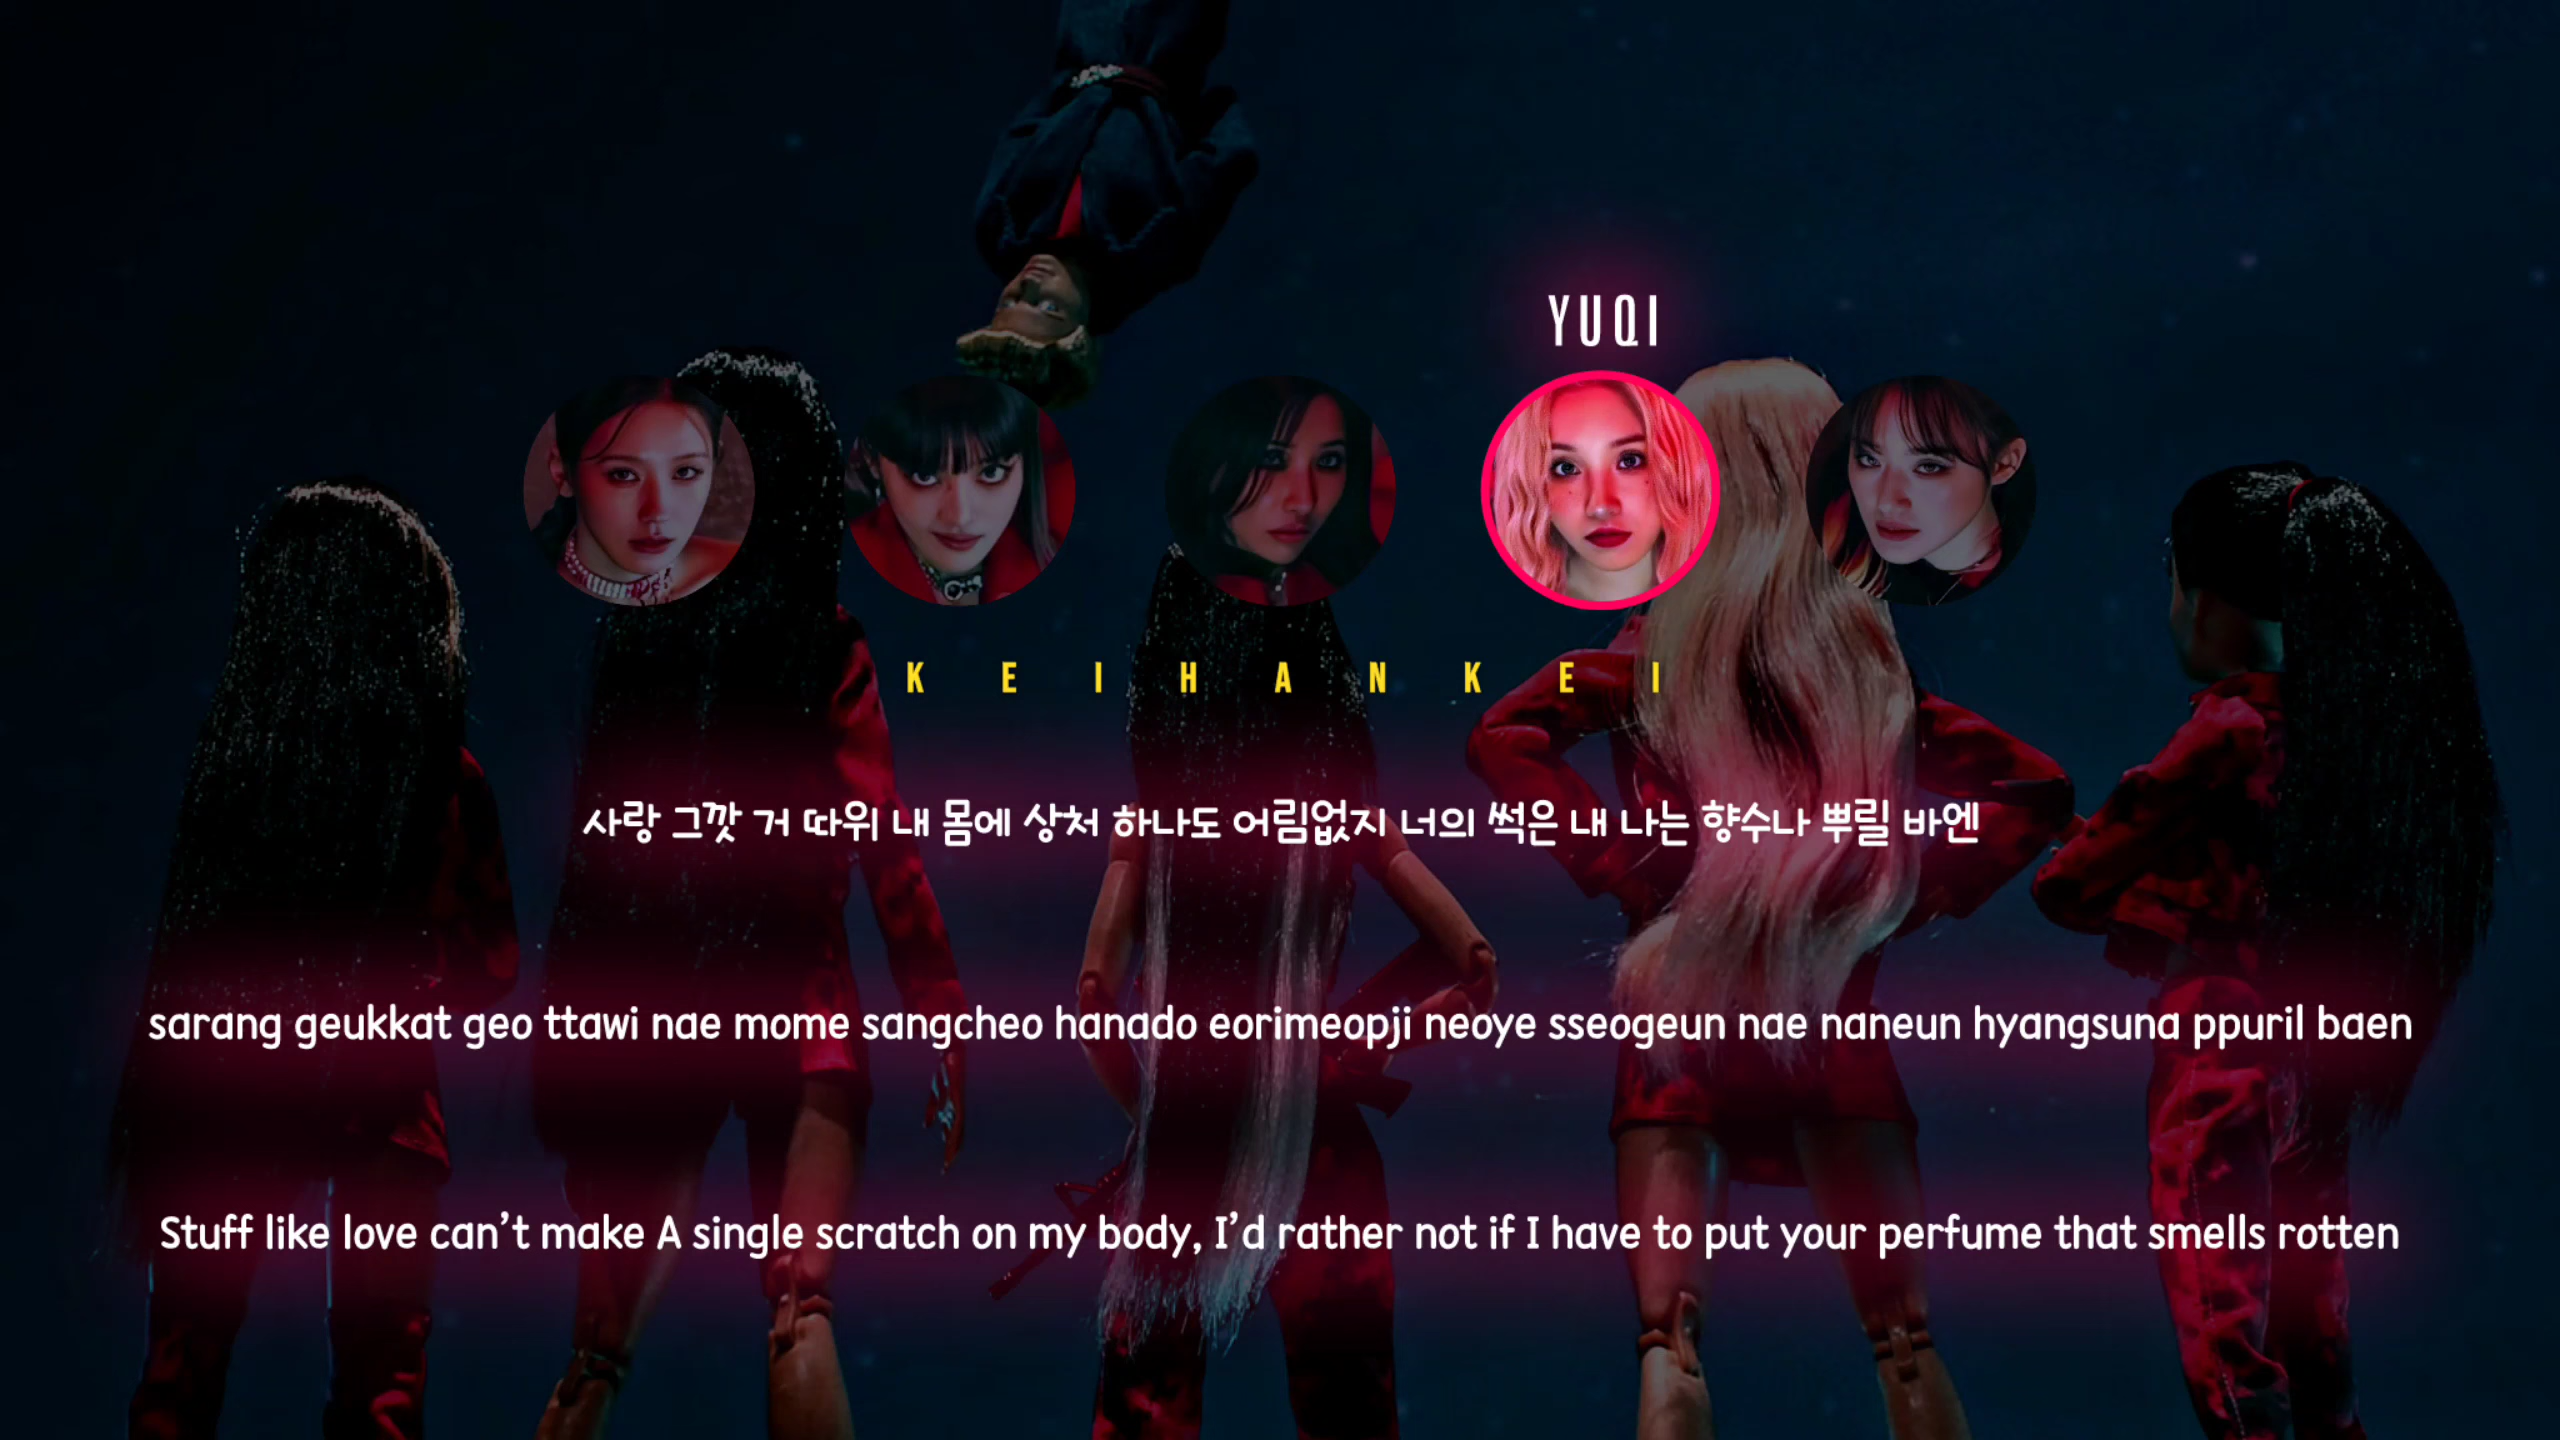 YUQI
KEIHANKEI
사랑 그깟 거 따위 내 몸에 상처 하나도 어림없지 너의 썩은 내 나는 향수나 뿌릴 바엔
sarang geukkat geo ttawi nae mome sangcheo hanado eorimeopji neoye sseogeun nae naneun hyangsuna ppuril baen
Stuff like love can’t make A single scratch on my body, I’d rather not if I have to put your perfume that smells rotten